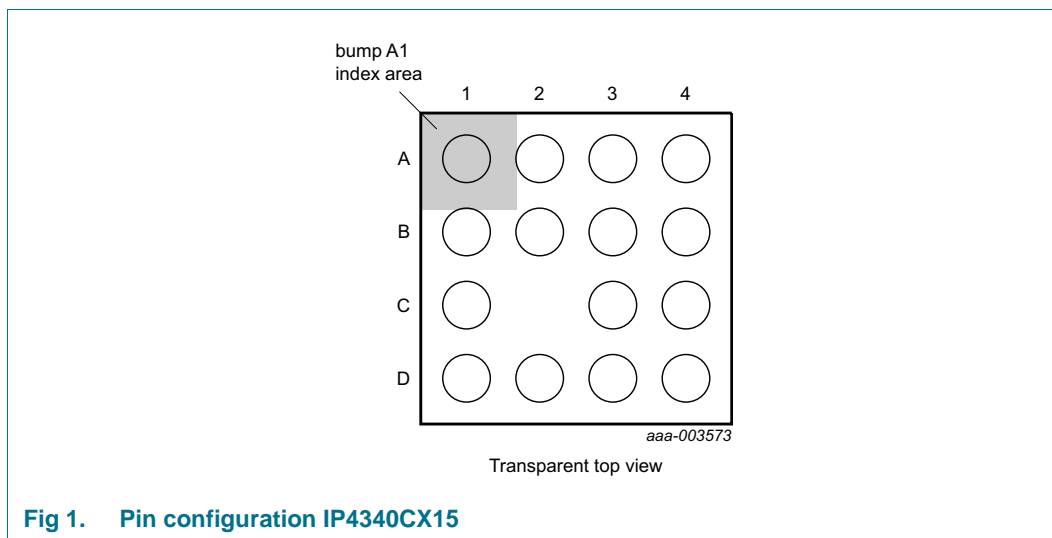 bump A1
index area
1 2 3 4
A
B
C
D
aaa-003573
Transparent top view
Fig 1. Pin configuration IP4340CX15